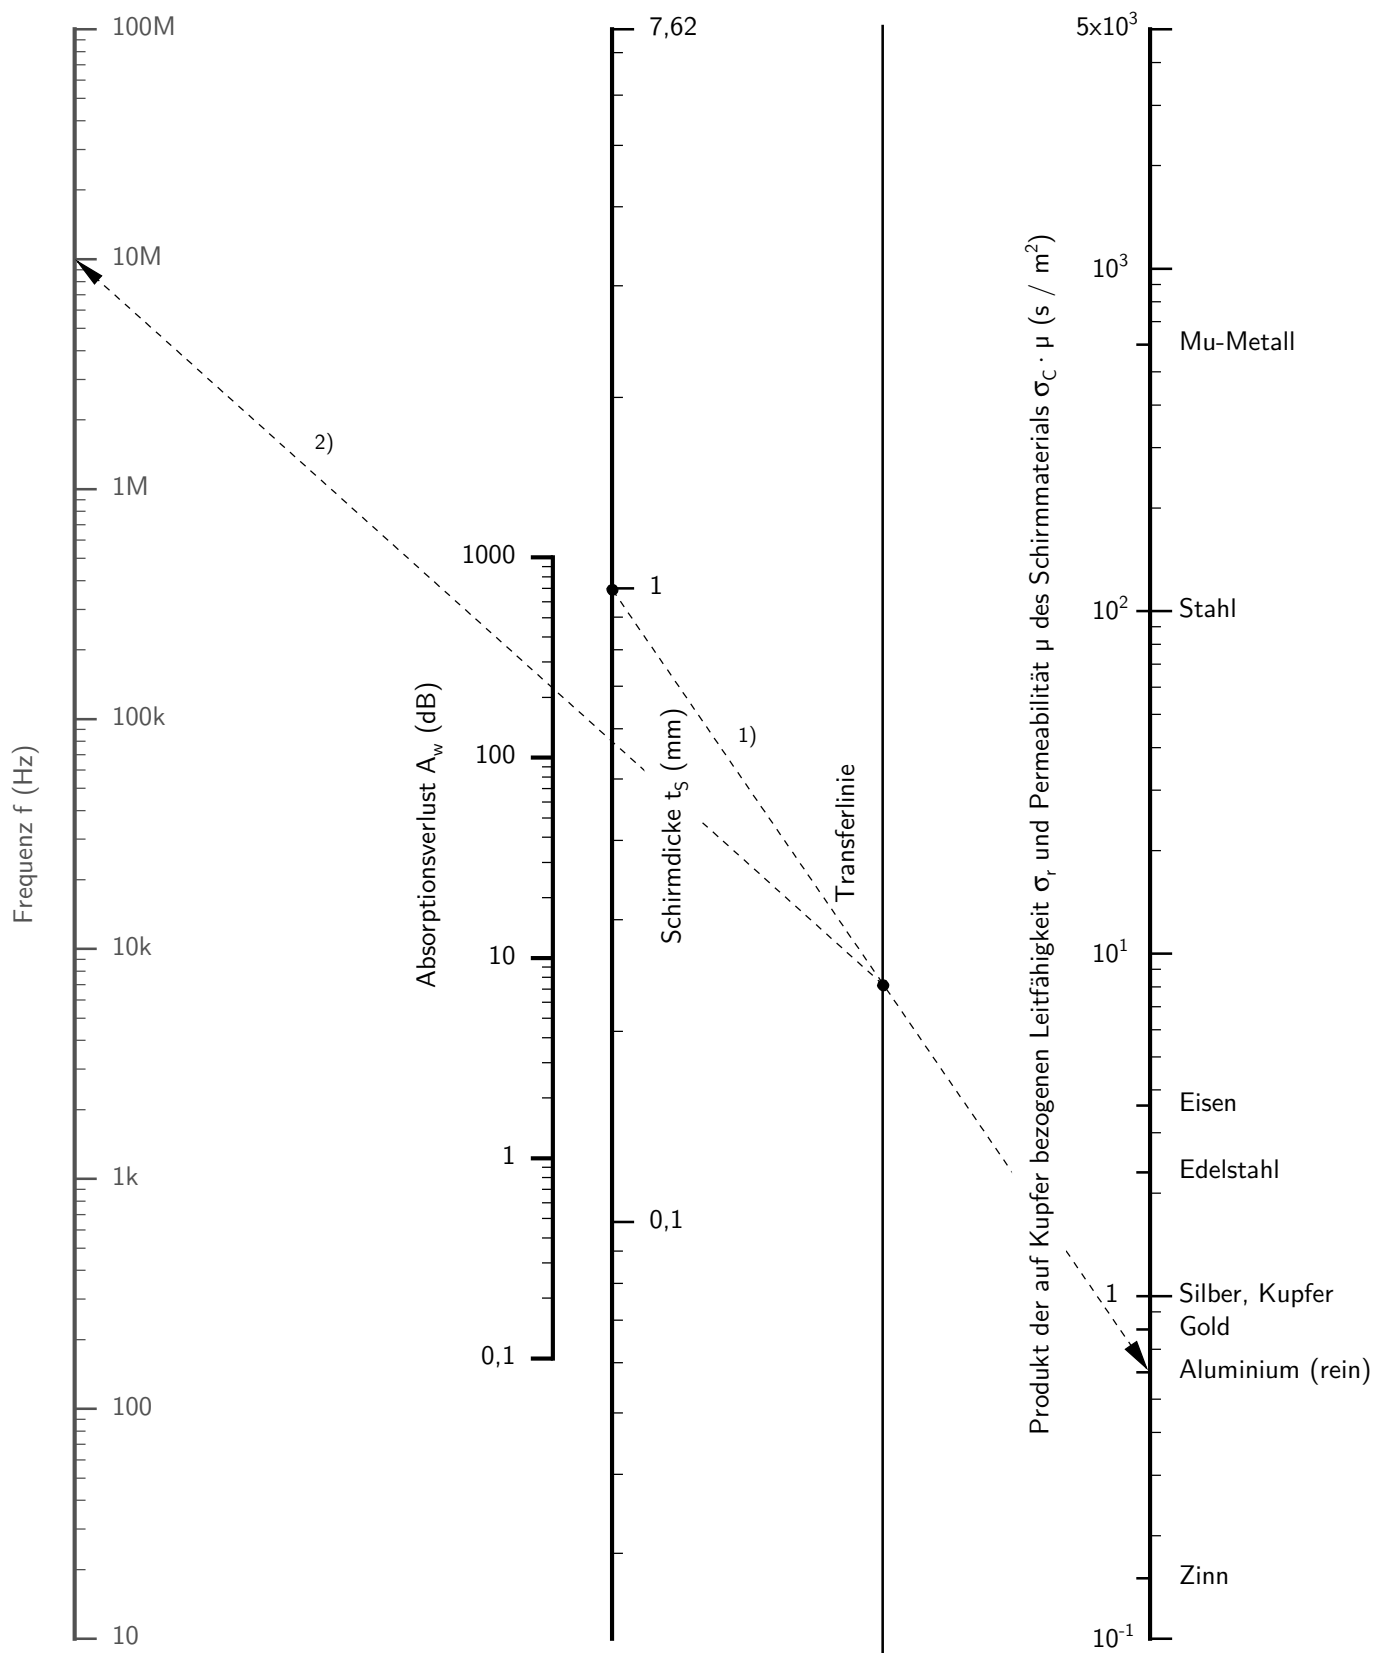 100M
10M
1M
100k
10k
1k
100
10
Frequenz f (Hz)
2)
1000
100
10
1
0,1
Absorptionsverlust A_w (dB)
7,62
1
0,1
Schirmdicke t_S (mm)
1)
Transferlinie
Produkt der auf Kupfer bezogenen Leitfähigkeit σ_r und Permeabilität µ des Schirmmaterials σ_C · µ (s / m²)
5x10³
10³
10²
10¹
1
10⁻¹
Mu-Metall
Stahl
Eisen
Edelstahl
Silber, Kupfer
Gold
Aluminium (rein)
Zinn